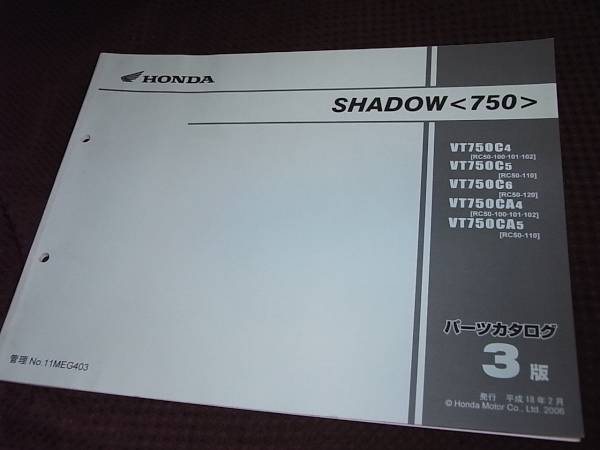 HONDA
SHADOW<750>
VT750C4
[RC50-100·101·102]
VT750C5
[RC50-110]
VT750C6
[RC50-120]
VT750CA4
[RC50-100·101·102]
VT750CA5
[RC50-110]
パーツカタログ
3版
発行 平成18年2月
© Honda Motor Co., Ltd. 2006
管理 No.11MEG403